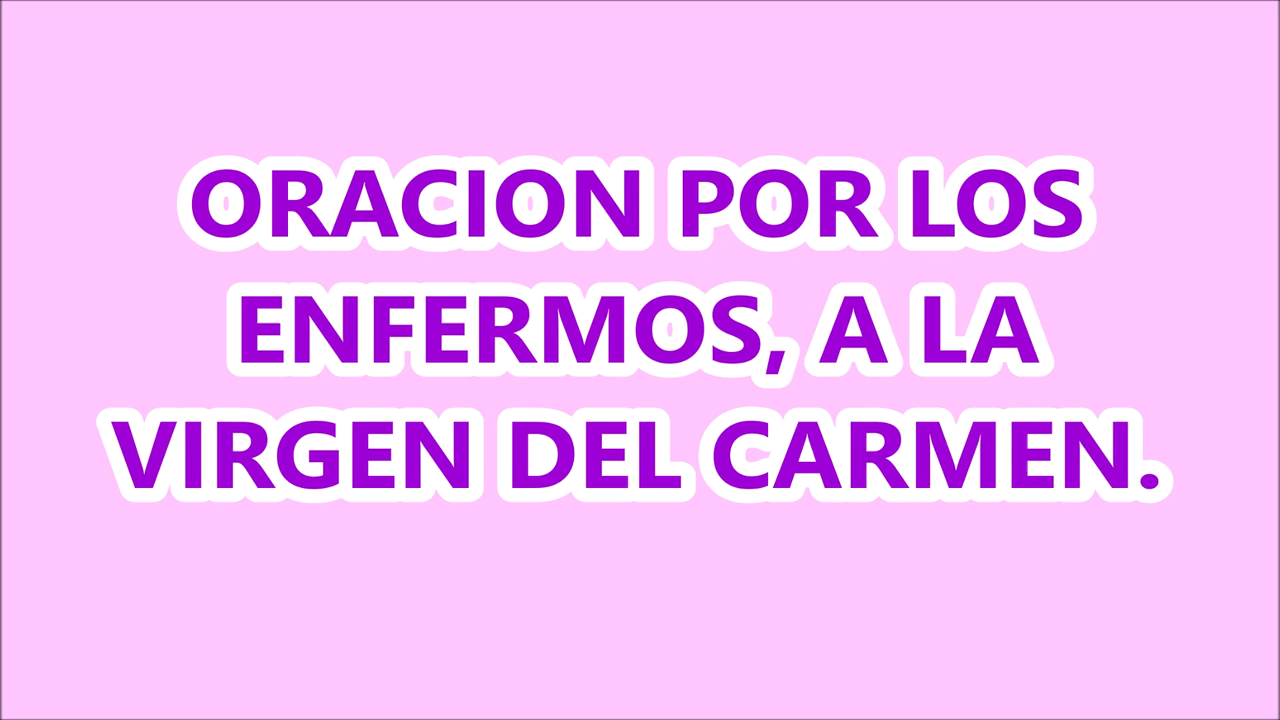 ORACION POR LOS
ENFERMOS, A LA
VIRGEN DEL CARMEN.